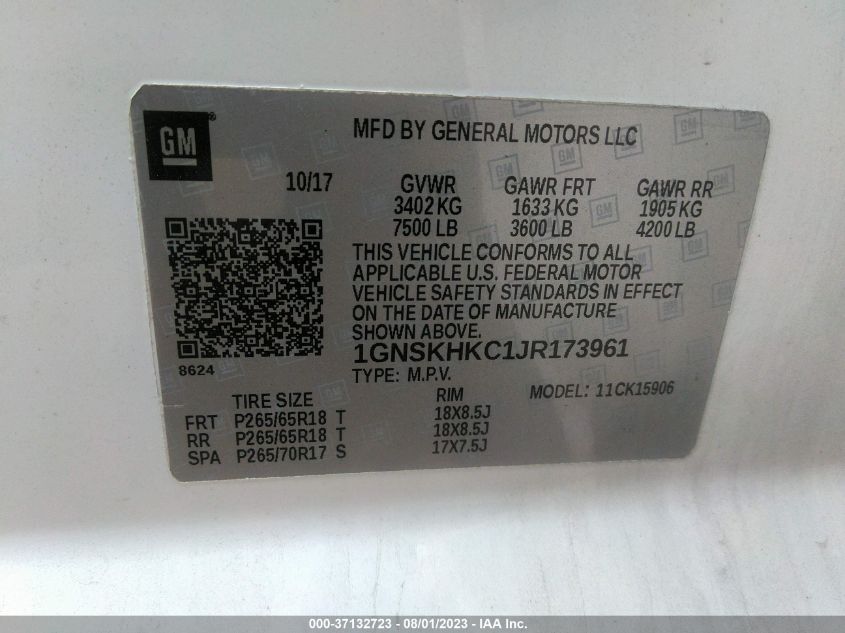 GM ®
MFD BY GENERAL MOTORS LLC
10/17 GVWR GAWR FRT GAWR RR
3402 KG 1633 KG 1905 KG
7500 LB 3600 LB 4200 LB
THIS VEHICLE CONFORMS TO ALL
APPLICABLE U.S. FEDERAL MOTOR
VEHICLE SAFETY STANDARDS IN EFFECT
ON THE DATE OF MANUFACTURE
SHOWN ABOVE.
1GNSKHKC1JR173961
8624
TYPE: M.P.V. MODEL: 11CK15906
TIRE SIZE RIM
FRT P265/65R18 T 18X8.5J
RR P265/65R18 T 18X8.5J
SPA P265/70R17 S 17X7.5J
000-37132723 - 08/01/2023 - © IAA Inc.